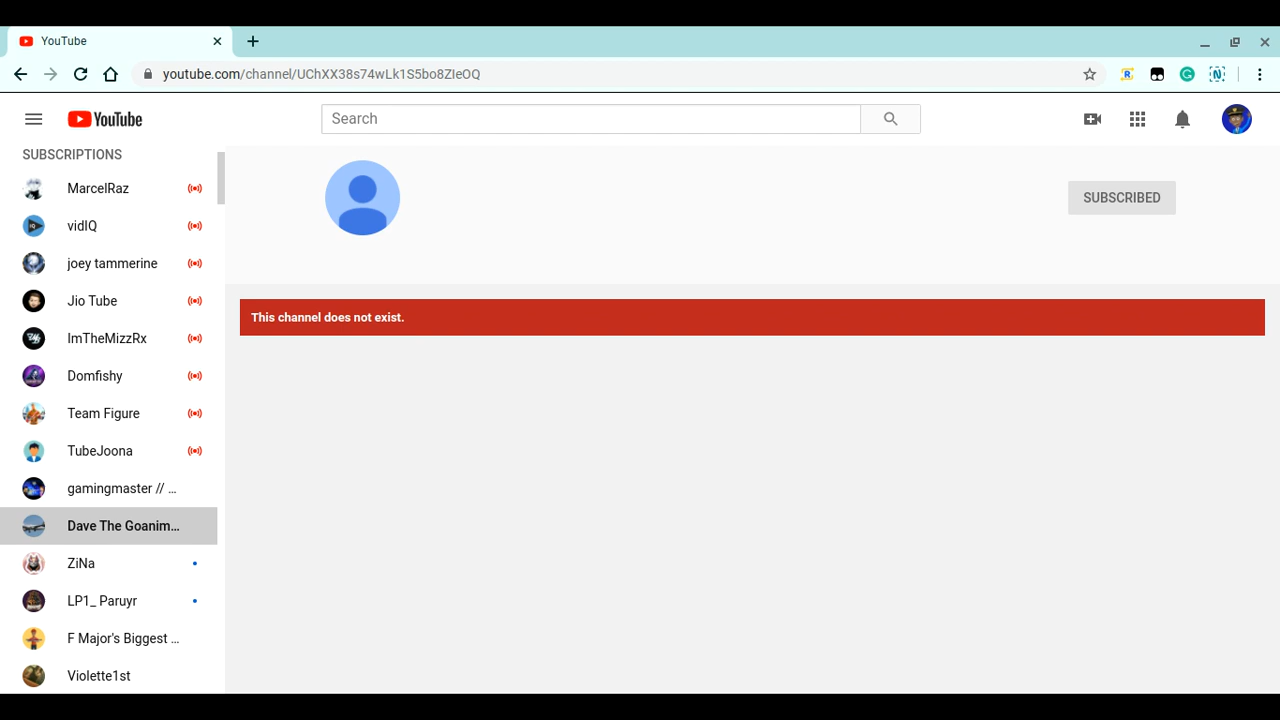 YouTube
youtube.com/channel/UChXX38s74wLk1S5bo8ZIeOQ
YouTube
Search
SUBSCRIPTIONS
MarcelRaz
vidIQ
joey tammerine
Jio Tube
ImTheMizzRx
Domfishy
Team Figure
TubeJoona
gamingmaster // ...
Dave The Goanim...
ZiNa
LP1_ Paruyr
F Major's Biggest ...
Violette1st
SUBSCRIBED
This channel does not exist.